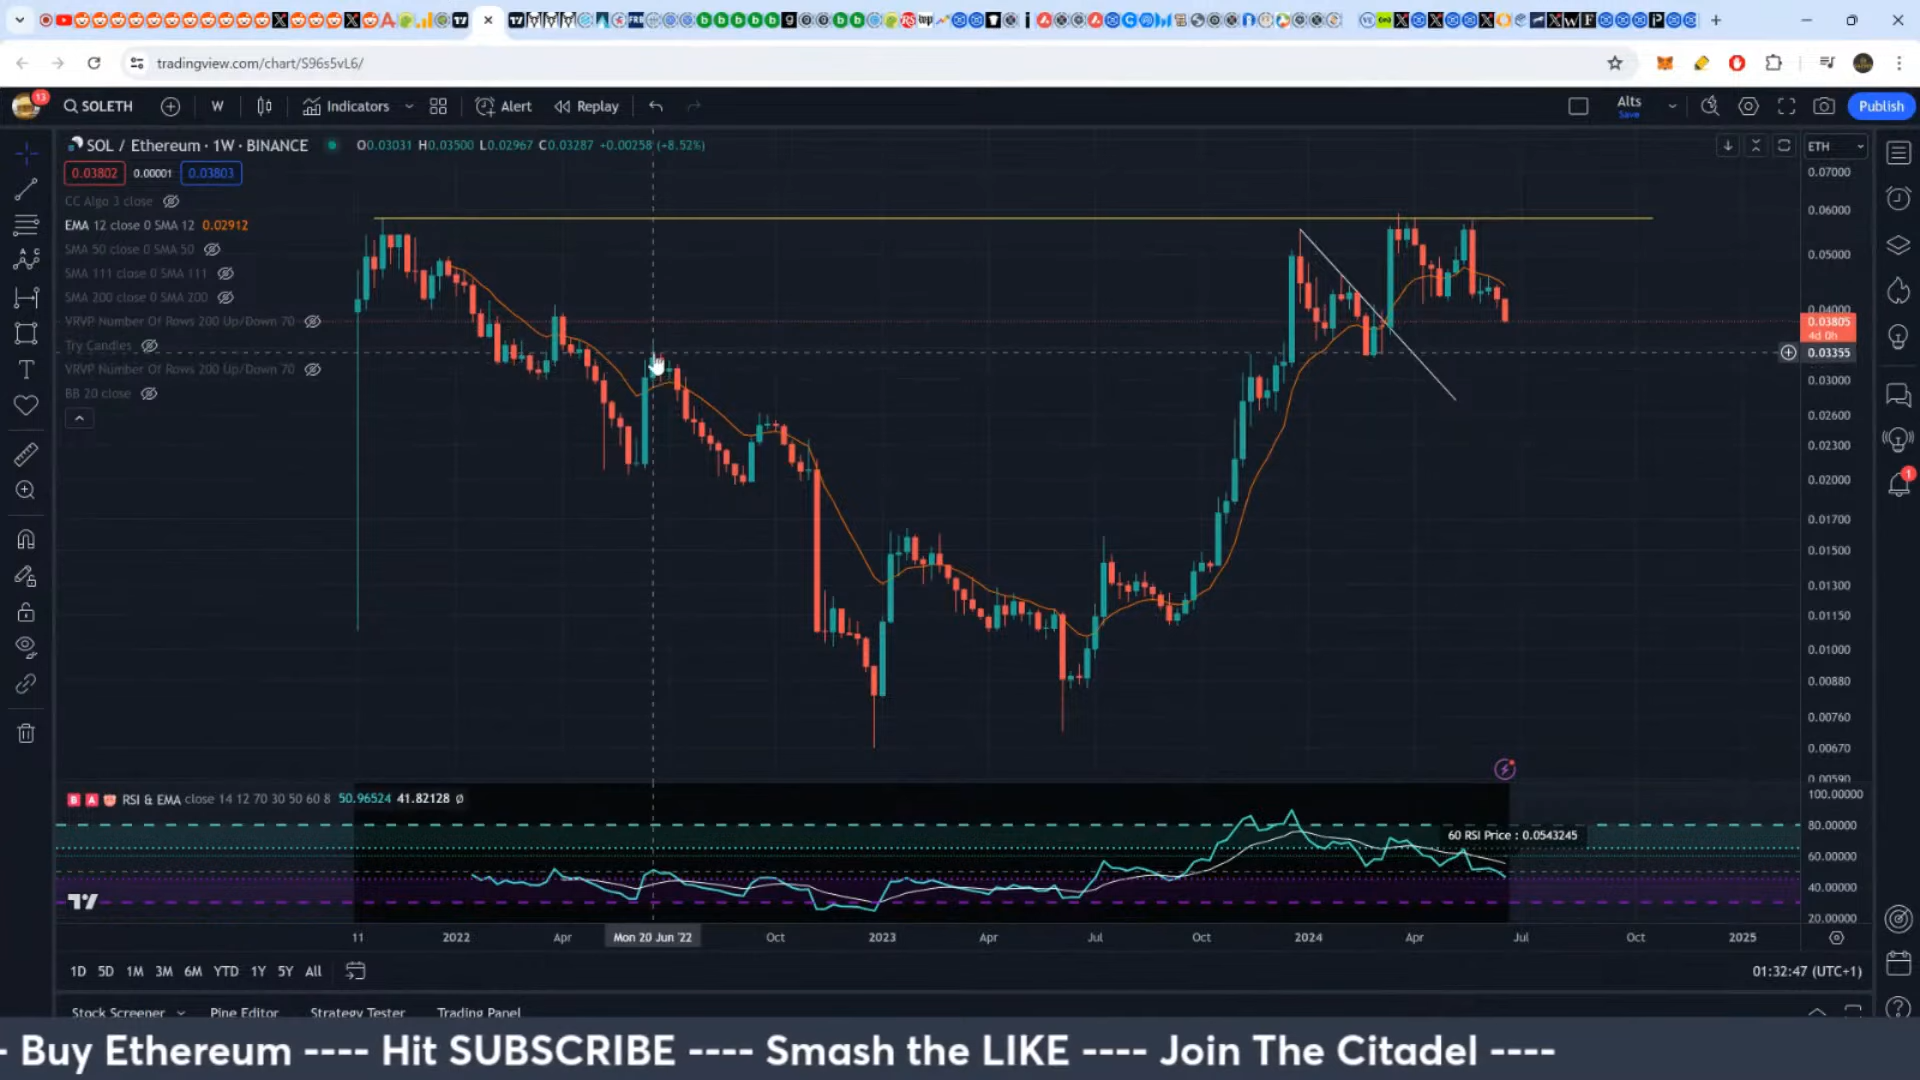 tradingview.com/chart/S96s5vL6/
13
SOLETH
W
Indicators
Alert
Replay
Alts
Save
Publish
SOL / Ethereum · 1W · BINANCE
O0.03031 H0.03500 L0.02967 C0.03287 +0.00258 (+8.52%)
ETH
0.03802
0.00001
0.03803
CC Algo 3 close
EMA 12 close 0 SMA 12 0.02912
SMA 50 close 0 SMA 50
SMA 111 close 0 SMA 111
SMA 200 close 0 SMA 200
VRVP Number Of Rows 200 Up/Down 70
Try Candles
VRVP Number Of Rows 200 Up/Down 70
BB 20 close
0.07000
0.06000
0.05000
0.04000
0.03805
4d 0h
0.03355
0.03000
0.02600
0.02300
0.02000
0.01700
0.01500
0.01300
0.01150
0.01000
0.00880
0.00760
0.00670
0.00590
1
B A RSI & EMA close 14 12 70 30 50 60 8 50.96524 41.82128 ø
60 RSI Price : 0.0543245
100.00000
80.00000
60.00000
40.00000
20.00000
11
2022
Apr
Mon 20 Jun '22
Oct
2023
Apr
Jul
Oct
2024
Apr
Jul
Oct
2025
1D 5D 1M 3M 6M YTD 1Y 5Y All
01:32:47 (UTC+1)
Stock Screener
Pine Editor
Strategy Tester
Trading Panel
- Buy Ethereum ---- Hit SUBSCRIBE ---- Smash the LIKE ---- Join The Citadel ----